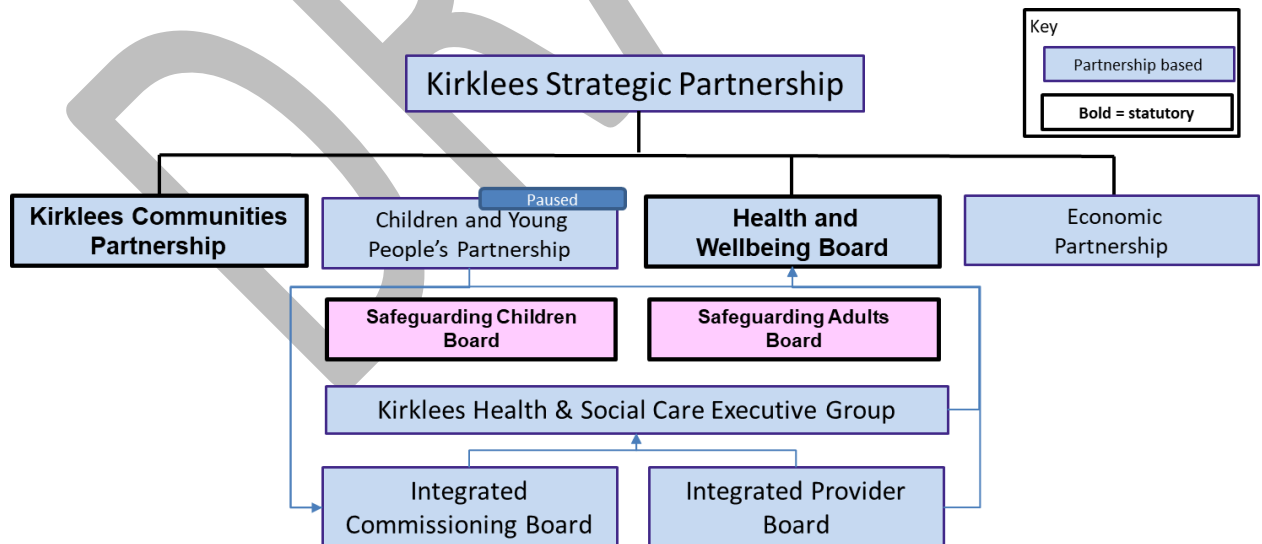 Key
Partnership based
Bold = statutory
Kirklees Strategic Partnership
Kirklees Communities
Partnership
Paused
Children and Young
People's Partnership
Health and
Wellbeing Board
Economic
Partnership
Safeguarding Children
Board
Safeguarding Adults
Board
Kirklees Health & Social Care Executive Group
Integrated
Commissioning Board
Integrated Provider
Board